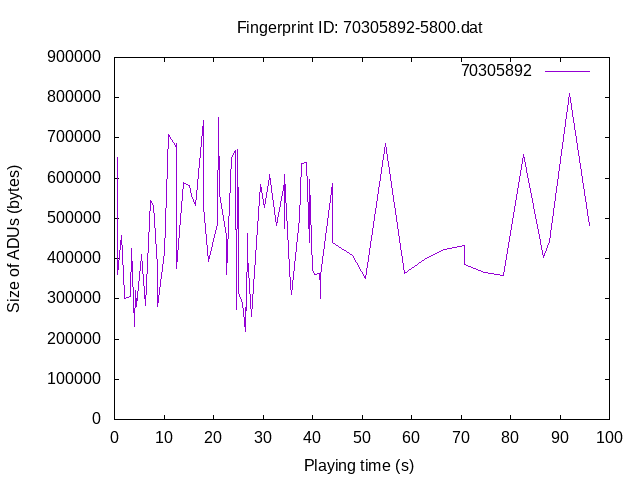 Fingerprint ID: 70305892-5800.dat
70305892
900000
800000
700000
600000
500000
400000
300000
200000
100000
0
Size of ADUs (bytes)
0 10 20 30 40 50 60 70 80 90 100
Playing time (s)